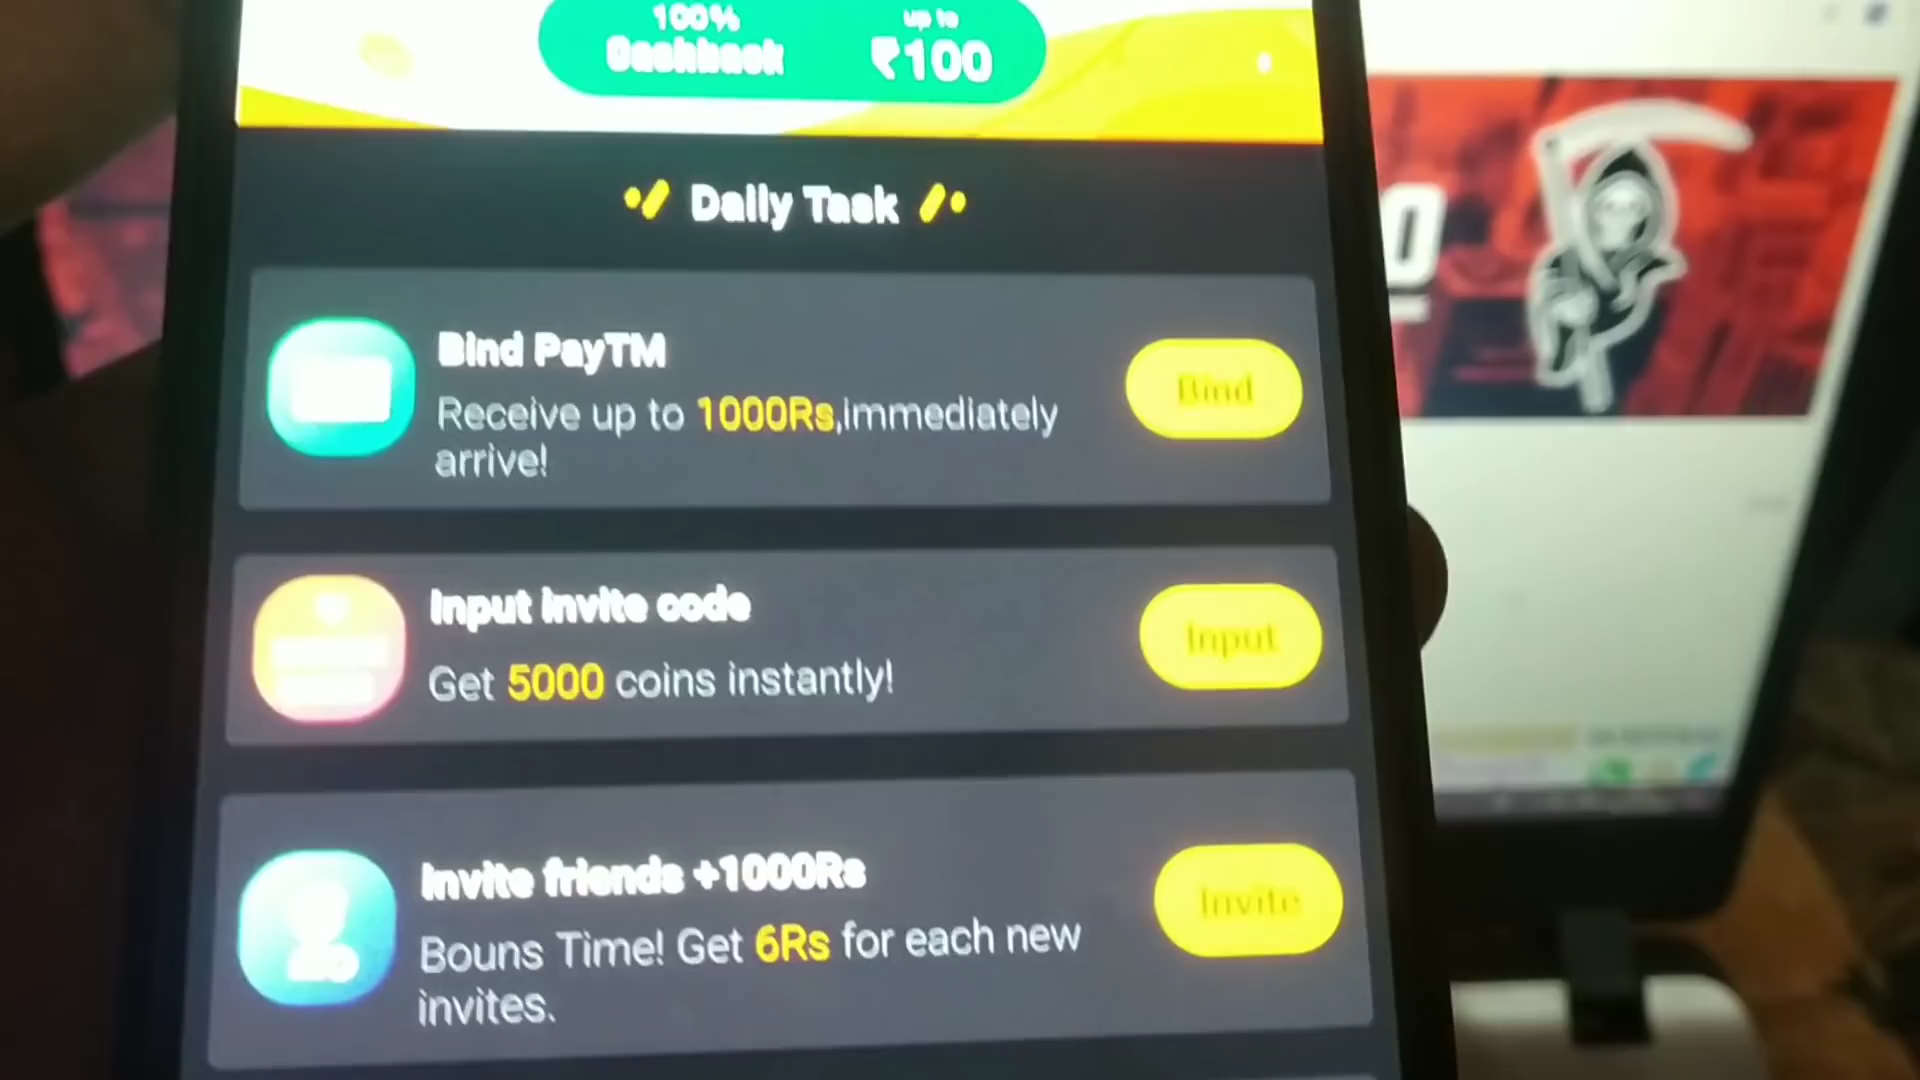 100%
Cashback
up to
₹100
Daily Task
Bind PayTM
Receive up to 1000Rs,immediately
arrive!
Bind
Input invite code
Get 5000 coins instantly!
Input
Invite friends +1000Rs
Bouns Time! Get 6Rs for each new
invites.
Invite